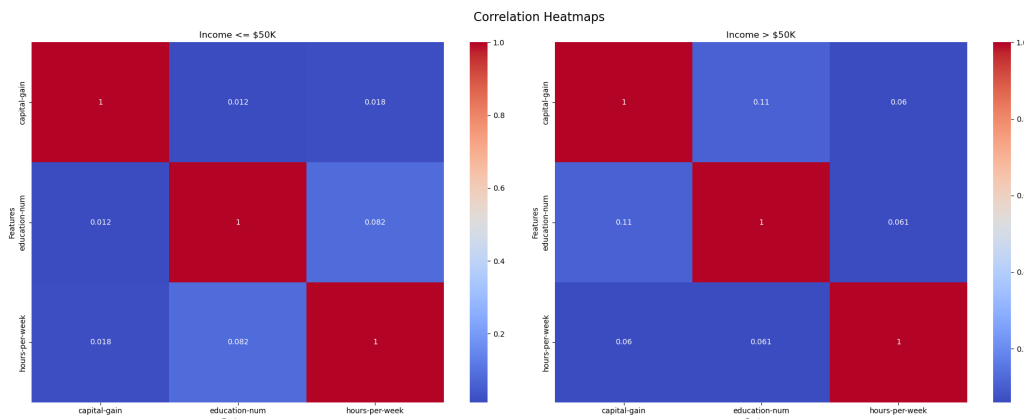 Correlation Heatmaps
Income <= $50K
Income > $50K
capital-gain
education-num
hours-per-week
Features
1 0.012 0.018
0.012 1 0.082
0.018 0.082 1
capital-gain education-num hours-per-week
1.0
0.8
0.6
0.4
0.2
capital-gain
education-num
hours-per-week
Features
1 0.11 0.06
0.11 1 0.061
0.06 0.061 1
capital-gain education-num hours-per-week